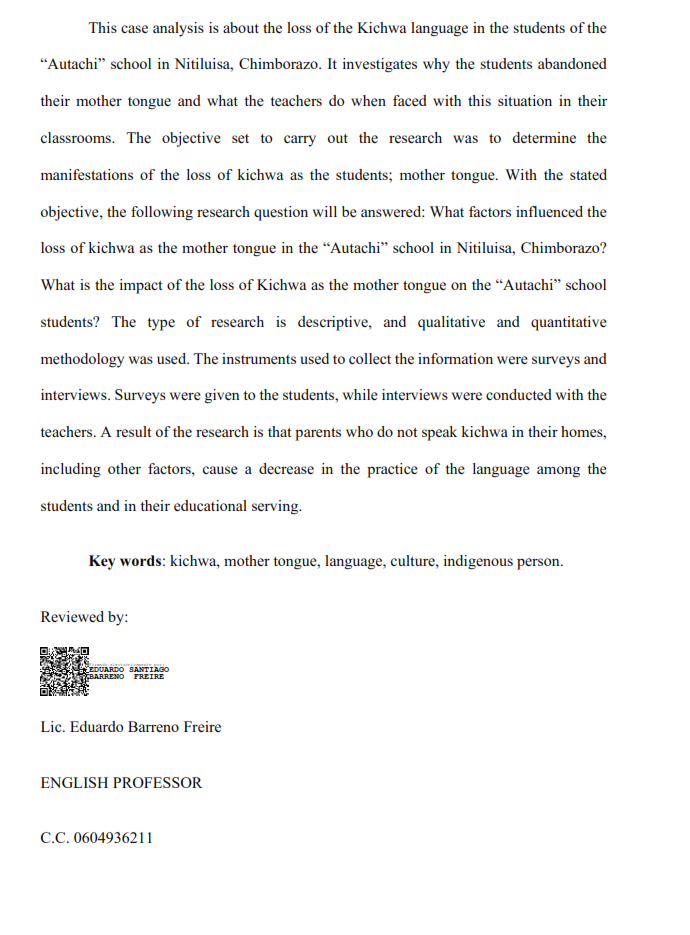 This case analysis is about the loss of the Kichwa language in the students of the
“Autachi” school in Nitiluisa, Chimborazo. It investigates why the students abandoned
their mother tongue and what the teachers do when faced with this situation in their
classrooms. The objective set to carry out the research was to determine the
manifestations of the loss of kichwa as the students; mother tongue. With the stated
objective, the following research question will be answered: What factors influenced the
loss of kichwa as the mother tongue in the “Autachi” school in Nitiluisa, Chimborazo?
What is the impact of the loss of Kichwa as the mother tongue on the “Autachi” school
students? The type of research is descriptive, and qualitative and quantitative
methodology was used. The instruments used to collect the information were surveys and
interviews. Surveys were given to the students, while interviews were conducted with the
teachers. A result of the research is that parents who do not speak kichwa in their homes,
including other factors, cause a decrease in the practice of the language among the
students and in their educational serving.
Key words: kichwa, mother tongue, language, culture, indigenous person.
Reviewed by:
EDUARDO SANTIAGO
BARRENO FREIRE
Lic. Eduardo Barreno Freire
ENGLISH PROFESSOR
C.C. 0604936211